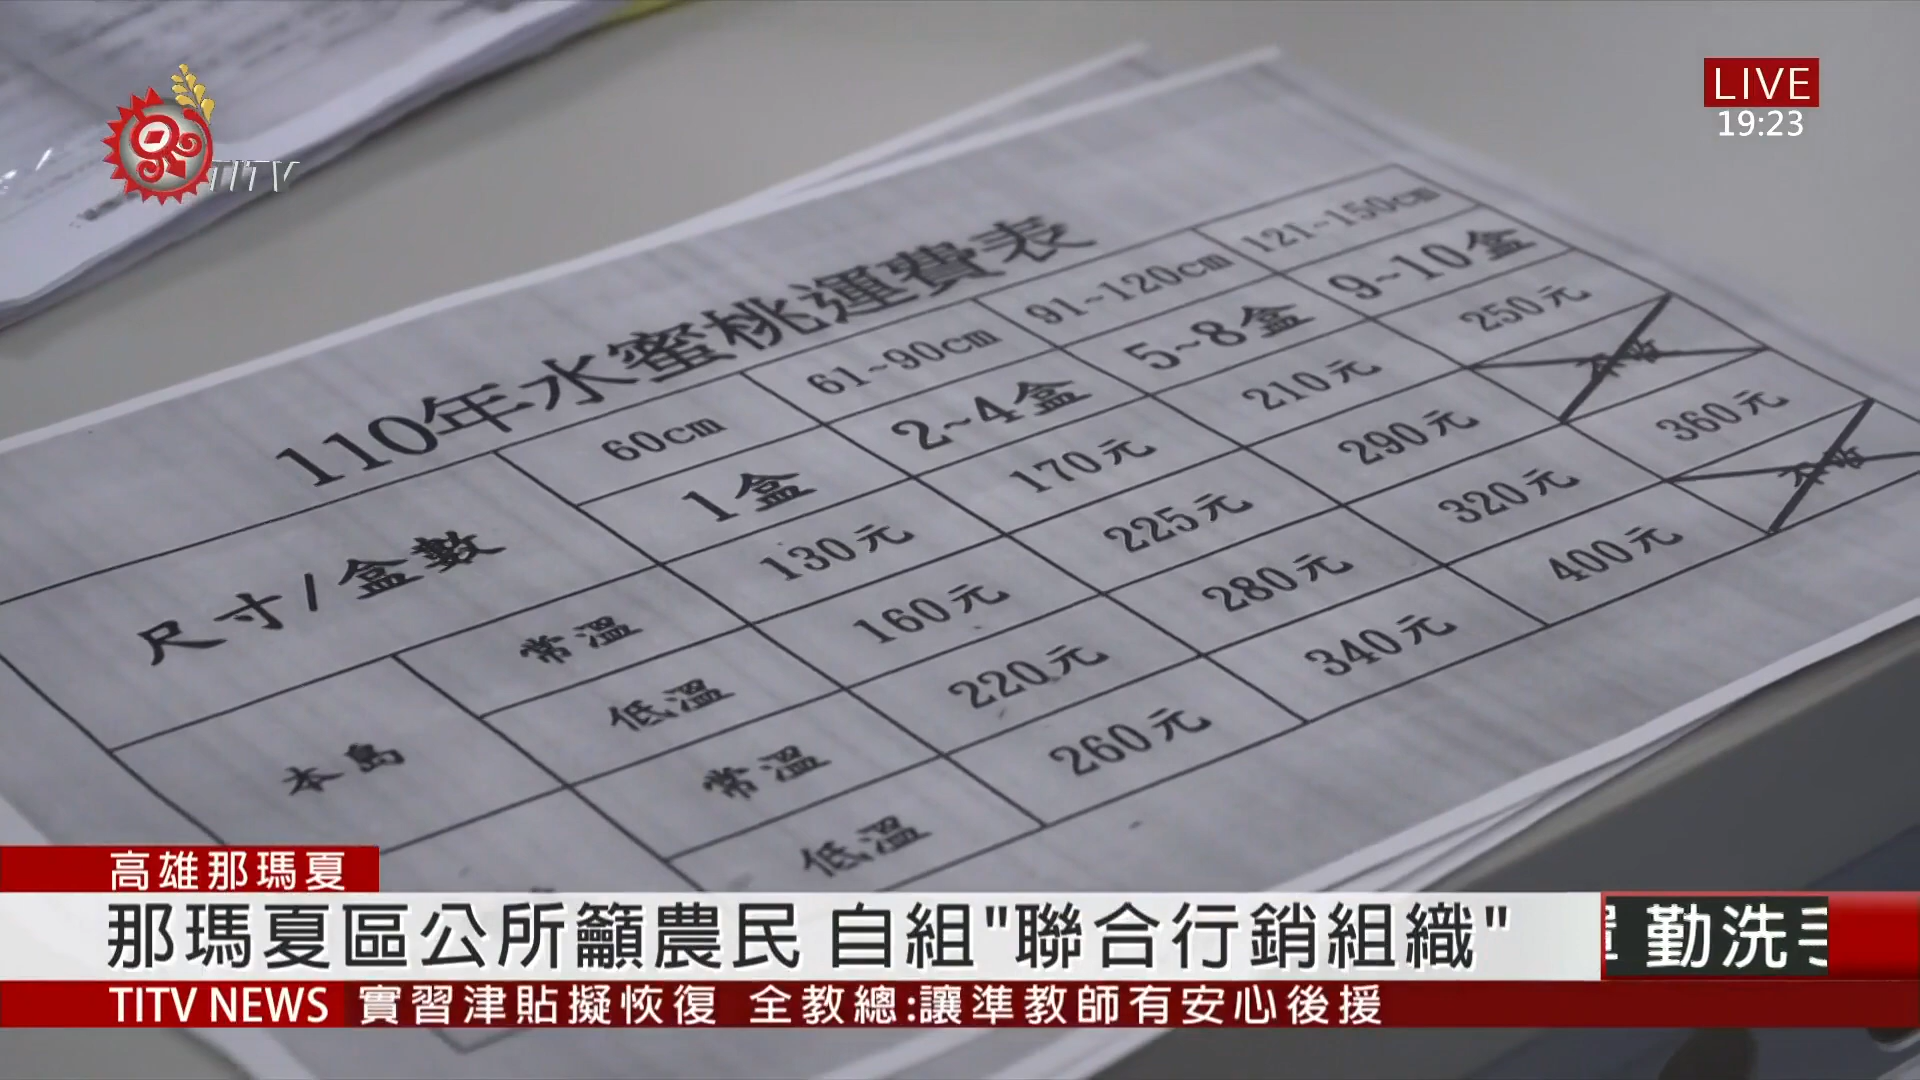 LIVE
19:23
TITV
110年水蜜桃運費表
尺寸/盒數 60cm 61~90cm 91~120cm 121~150cm
1盒 2~4盒 5~8盒 9~10盒
本島 常溫 130元 170元 210元 250元
低溫 160元 225元 290元 不收
常溫 220元 280元 320元 360元
低溫 260元 340元 400元 不收
高雄那瑪夏
那瑪夏區公所籲農民 自組"聯合行銷組織"
勤洗手
TITV NEWS 實習津貼擬恢復 全教總:讓準教師有安心後援